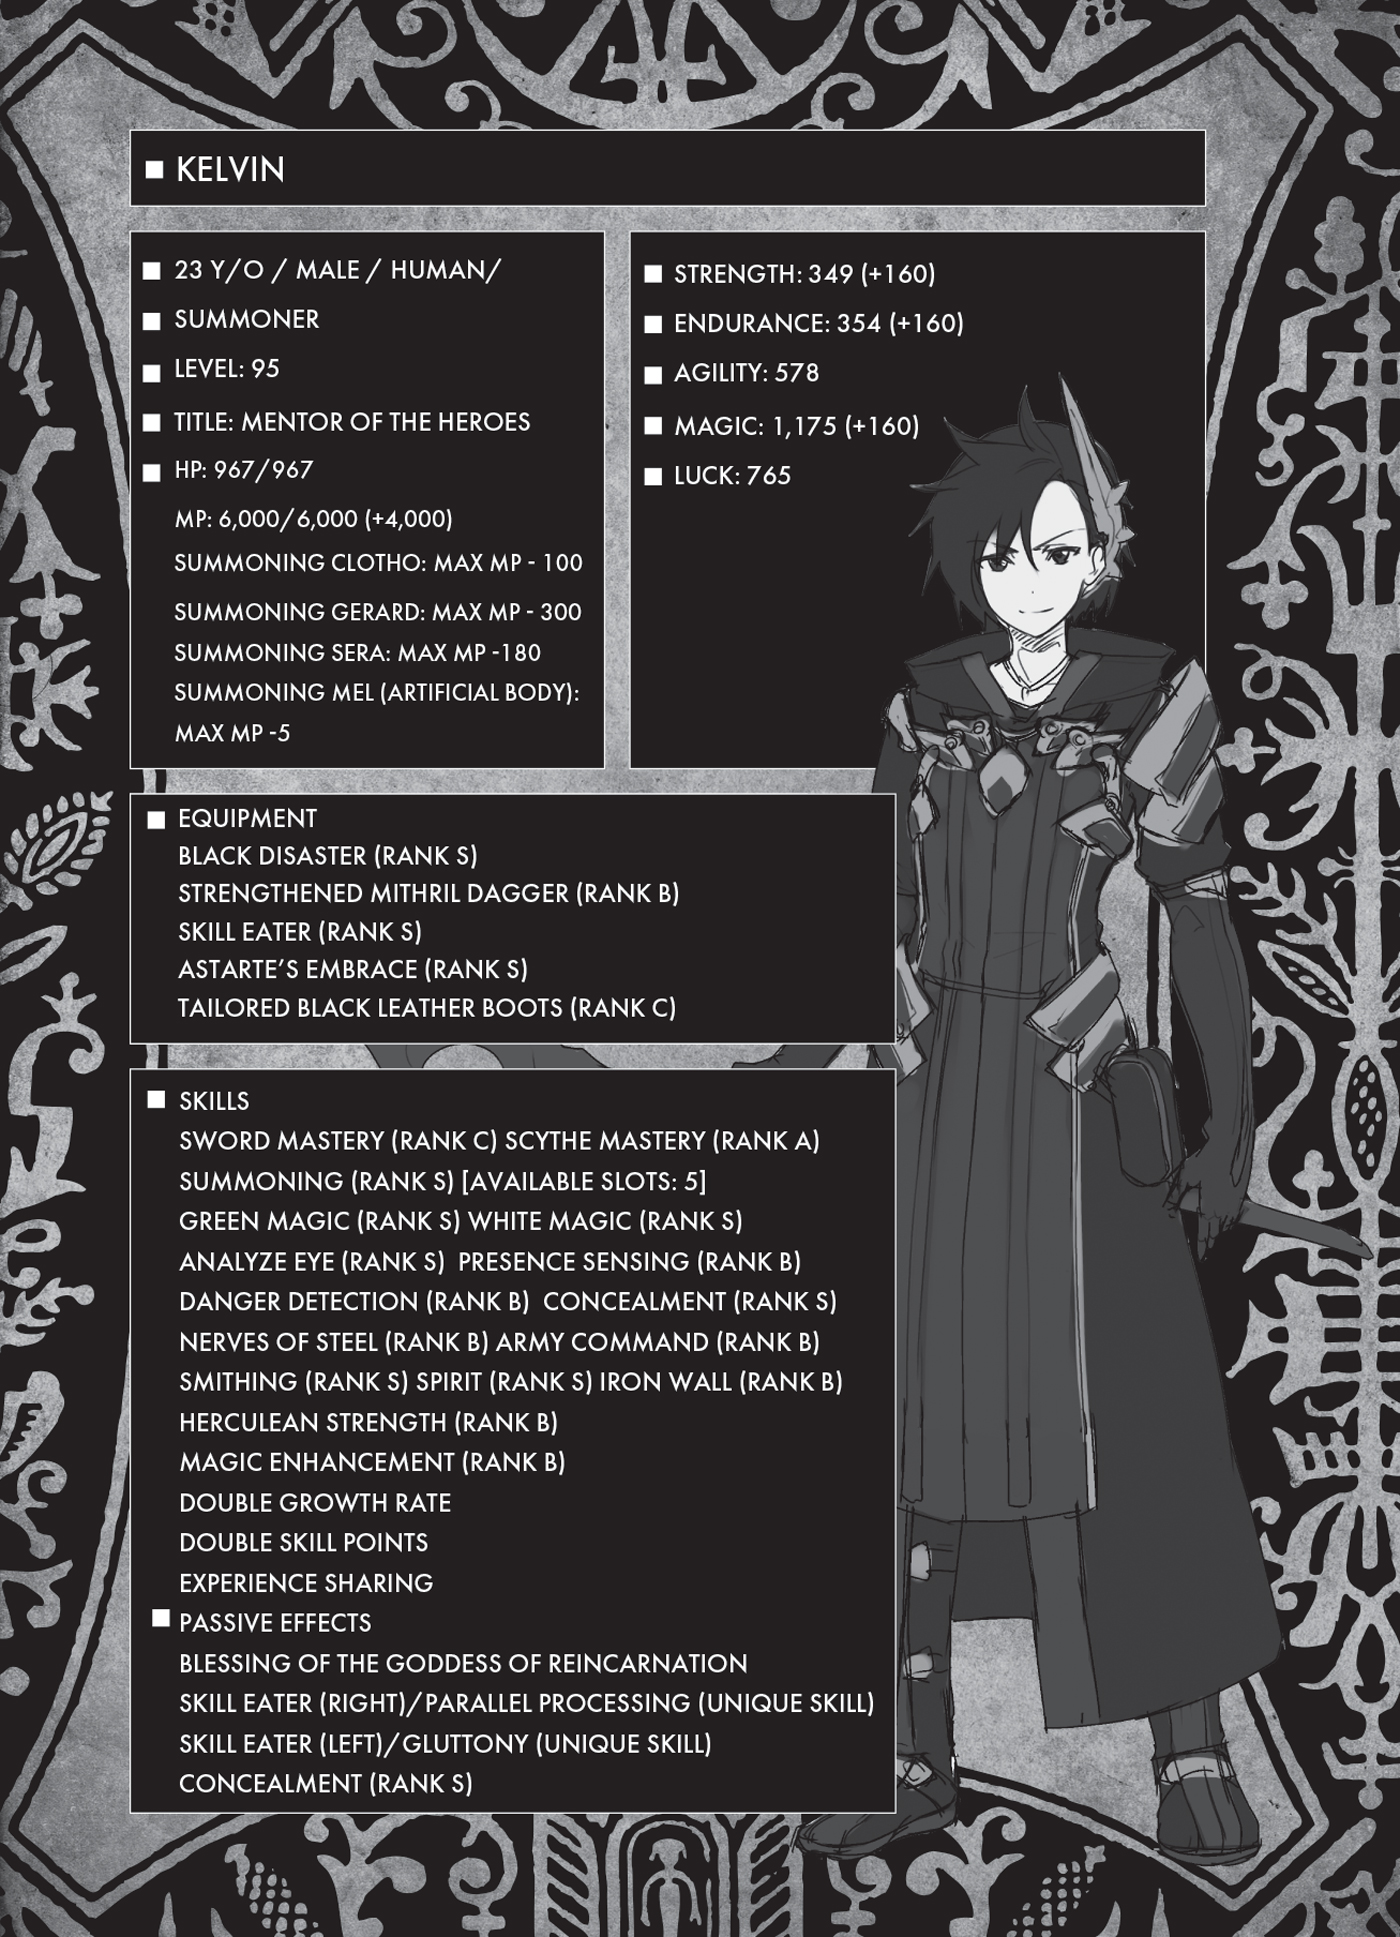 KELVIN
23 Y/O / MALE / HUMAN/
SUMMONER
LEVEL: 95
TITLE: MENTOR OF THE HEROES
HP: 967/967
MP: 6,000/6,000 (+4,000)
SUMMONING CLOTHO: MAX MP - 100
SUMMONING GERARD: MAX MP - 300
SUMMONING SERA: MAX MP -180
SUMMONING MEL (ARTIFICIAL BODY):
MAX MP -5
STRENGTH: 349 (+160)
ENDURANCE: 354 (+160)
AGILITY: 578
MAGIC: 1,175 (+160)
LUCK: 765
EQUIPMENT
BLACK DISASTER (RANK S)
STRENGTHENED MITHRIL DAGGER (RANK B)
SKILL EATER (RANK S)
ASTARTE'S EMBRACE (RANK S)
TAILORED BLACK LEATHER BOOTS (RANK C)
SKILLS
SWORD MASTERY (RANK C) SCYTHE MASTERY (RANK A)
SUMMONING (RANK S) [AVAILABLE SLOTS: 5]
GREEN MAGIC (RANK S) WHITE MAGIC (RANK S)
ANALYZE EYE (RANK S)  PRESENCE SENSING (RANK B)
DANGER DETECTION (RANK B)  CONCEALMENT (RANK S)
NERVES OF STEEL (RANK B) ARMY COMMAND (RANK B)
SMITHING (RANK S) SPIRIT (RANK S) IRON WALL (RANK B)
HERCULEAN STRENGTH (RANK B)
MAGIC ENHANCEMENT (RANK B)
DOUBLE GROWTH RATE
DOUBLE SKILL POINTS
EXPERIENCE SHARING
PASSIVE EFFECTS
BLESSING OF THE GODDESS OF REINCARNATION
SKILL EATER (RIGHT)/PARALLEL PROCESSING (UNIQUE SKILL)
SKILL EATER (LEFT)/GLUTTONY (UNIQUE SKILL)
CONCEALMENT (RANK S)